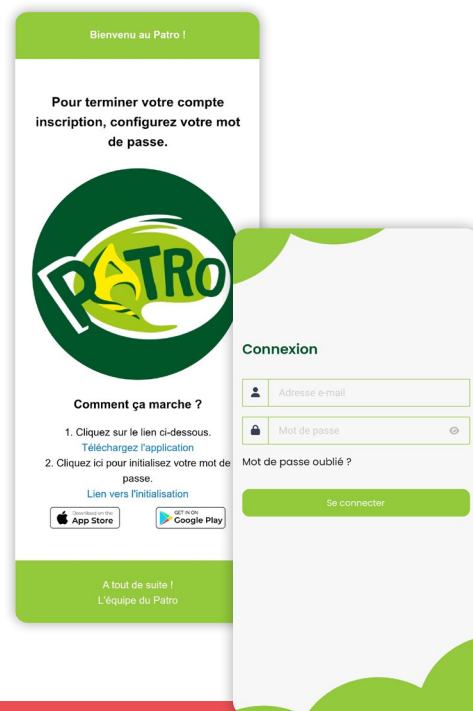 Bienvenu au Patro !
Pour terminer votre compte
inscription, configurez votre mot
de passe.
PATRO
Comment ça marche ?
1. Cliquez sur le lien ci-dessous.
Téléchargez l'application
2. Cliquez ici pour initialisez votre mot de
passe.
Lien vers l'initialisation
Download on the
App Store
GET IN ON
Google Play
A tout de suite !
L'équipe du Patro
Connexion
Adresse e-mail
Mot de passe
Mot de passe oublié ?
Se connecter